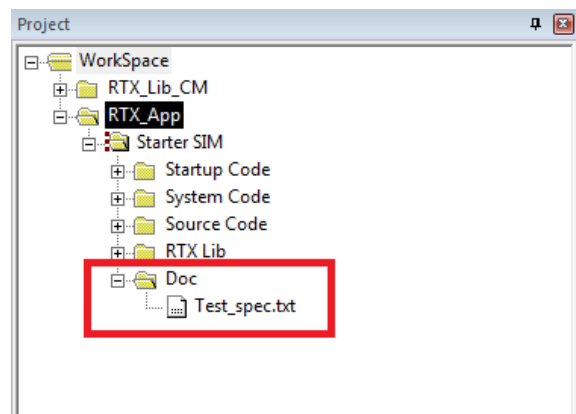 Project
WorkSpace
RTX_Lib_CM
RTX_App
Starter SIM
Startup Code
System Code
Source Code
RTX Lib
Doc
Test_spec.txt